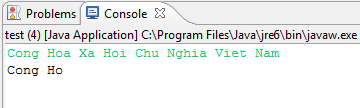 Problems Console
test (4) [Java Application] C:\Program Files\Java\jre6\bin\javaw.exe
Cong Hoa Xa Hoi Chu Nghia Viet Nam
Cong Ho